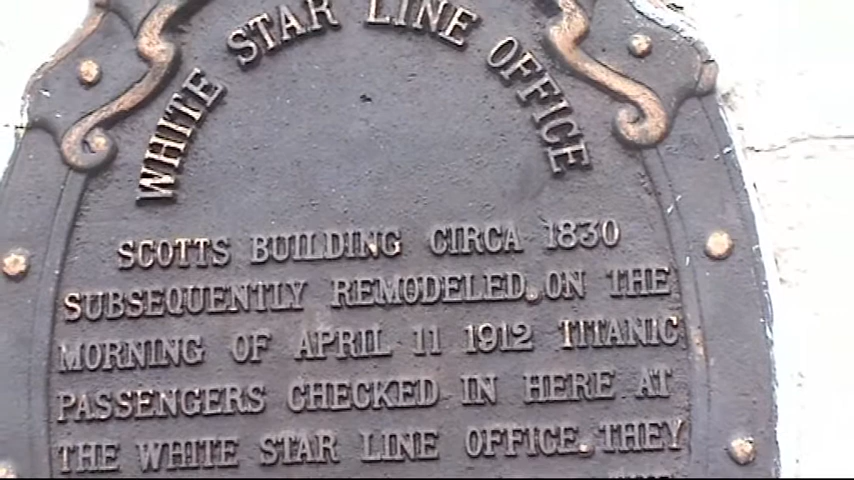 WHITE STAR LINE OFFICE
SCOTTS BUILDING CIRCA 1830
SUBSEQUENTLY REMODELED. ON THE
MORNING OF APRIL 11 1912 TITANIC
PASSENGERS CHECKED IN HERE AT
THE WHITE STAR LINE OFFICE. THEY